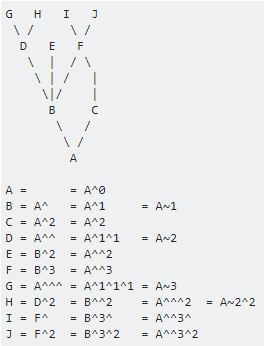 G   H   I   J
 \ /     \ /
  D   E   F
   \  |  / \
    \ | /   |
     \|/    |
      B     C
       \   /
        \ /
         A
A =      = A^0
B = A^   = A^1     = A~1
C = A^2  = A^2
D = A^^  = A^1^1   = A~2
E = B^2  = A^^2
F = B^3  = A^^3
G = A^^^ = A^1^1^1 = A~3
H = D^2  = B^^2    = A^^^2  = A~2^2
I = F^   = B^3^    = A^^3^
J = F^2  = B^3^2   = A^^3^2